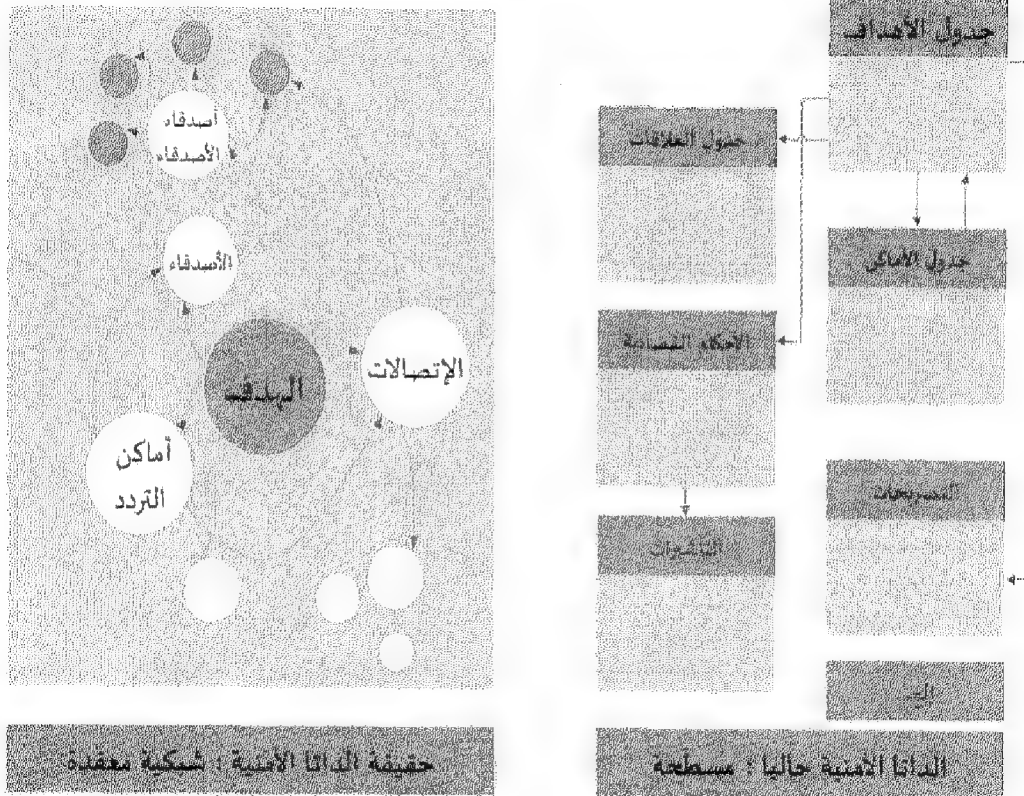 جدول الأهداف
جدول العلاقات
جدول الأماكن
الأحكام القضائية
التصريحات
التأشيرات
إلخ
الداتا الأمنية حاليا : مسطحة
أصدقاء
الأصدقاء
الأصدقاء
الإتصالات
الهدف
أماكن
التردد
حقيقة الداتا الأمنية : شبكية معقدة